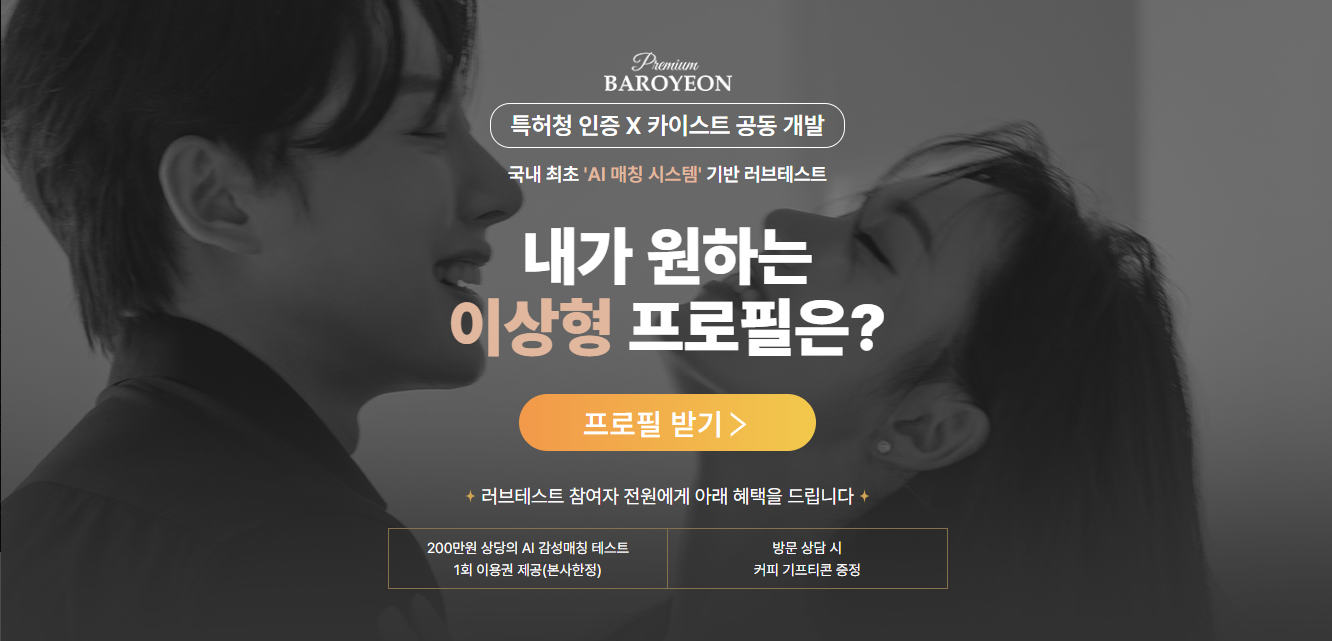 Premium
BAROYEON
특허청 인증 X 카이스트 공동 개발
국내 최초 'AI 매칭 시스템' 기반 러브테스트
내가 원하는
이상형 프로필은?
프로필 받기 >
러브테스트 참여자 전원에게 아래 혜택을 드립니다
200만원 상당의 AI 감성매칭 테스트
1회 이용권 제공(본사한정)
방문 상담 시
커피 기프티콘 증정